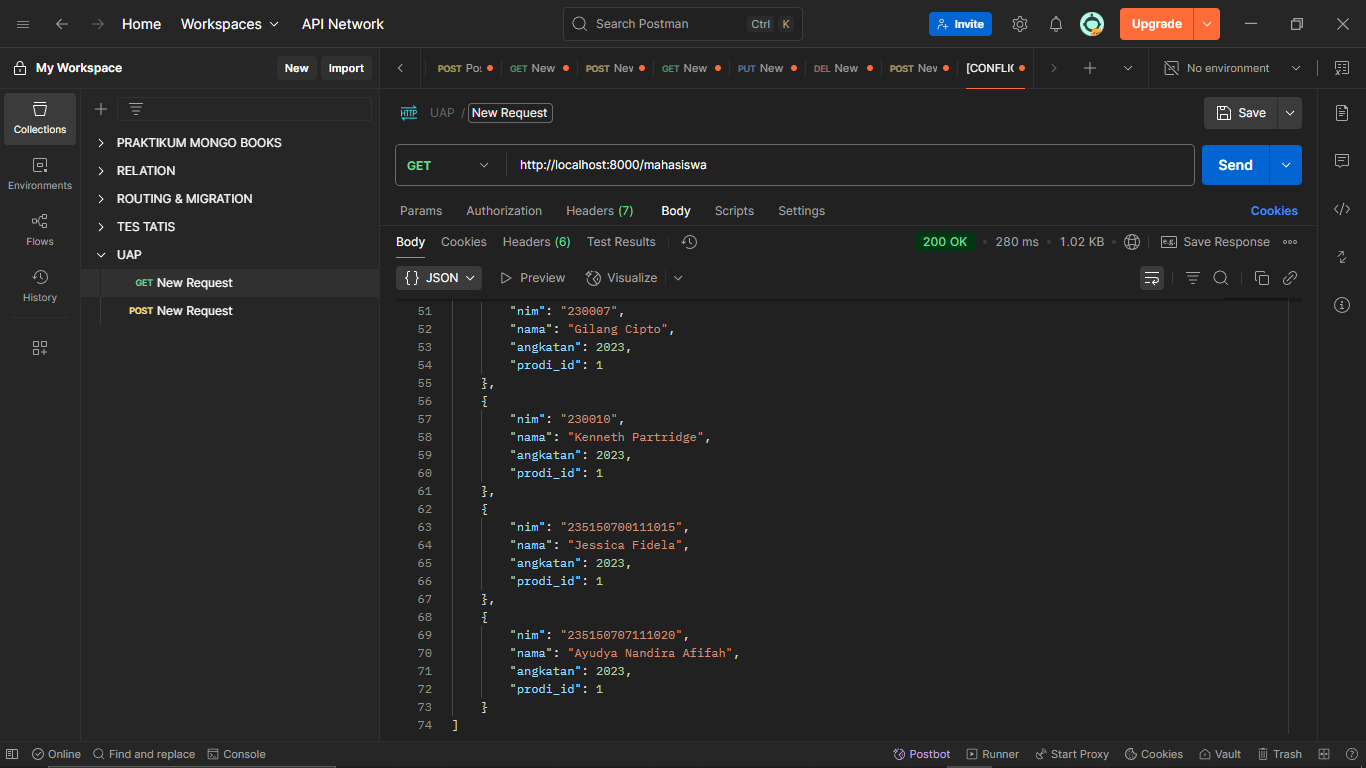 Home Workspaces API Network Search Postman Ctrl K Invite Upgrade
My Workspace New Import POST Po: GET New POST Nev GET New PUT New DEL New POST Nev [CONFLIC No environment
HTTP UAP / New Request Save
Collections
Environments
Flows
History
PRAKTIKUM MONGO BOOKS
RELATION
ROUTING & MIGRATION
TES TATIS
UAP
GET New Request
POST New Request
GET http://localhost:8000/mahasiswa Send
Params Authorization Headers (7) Body Scripts Settings Cookies
Body Cookies Headers (6) Test Results 200 OK • 280 ms • 1.02 KB • e.g. Save Response
{} JSON Preview Visualize
51 "nim": "230007",
52 "nama": "Gilang Cipto",
53 "angkatan": 2023,
54 "prodi_id": 1
55 },
56 {
57 "nim": "230010",
58 "nama": "Kenneth Partridge",
59 "angkatan": 2023,
60 "prodi_id": 1
61 },
62 {
63 "nim": "235150700111015",
64 "nama": "Jessica Fidela",
65 "angkatan": 2023,
66 "prodi_id": 1
67 },
68 {
69 "nim": "235150707111020",
70 "nama": "Ayudya Nandira Afifah",
71 "angkatan": 2023,
72 "prodi_id": 1
73 }
74 ]
Online Find and replace Console Postbot Runner Start Proxy Cookies Vault Trash